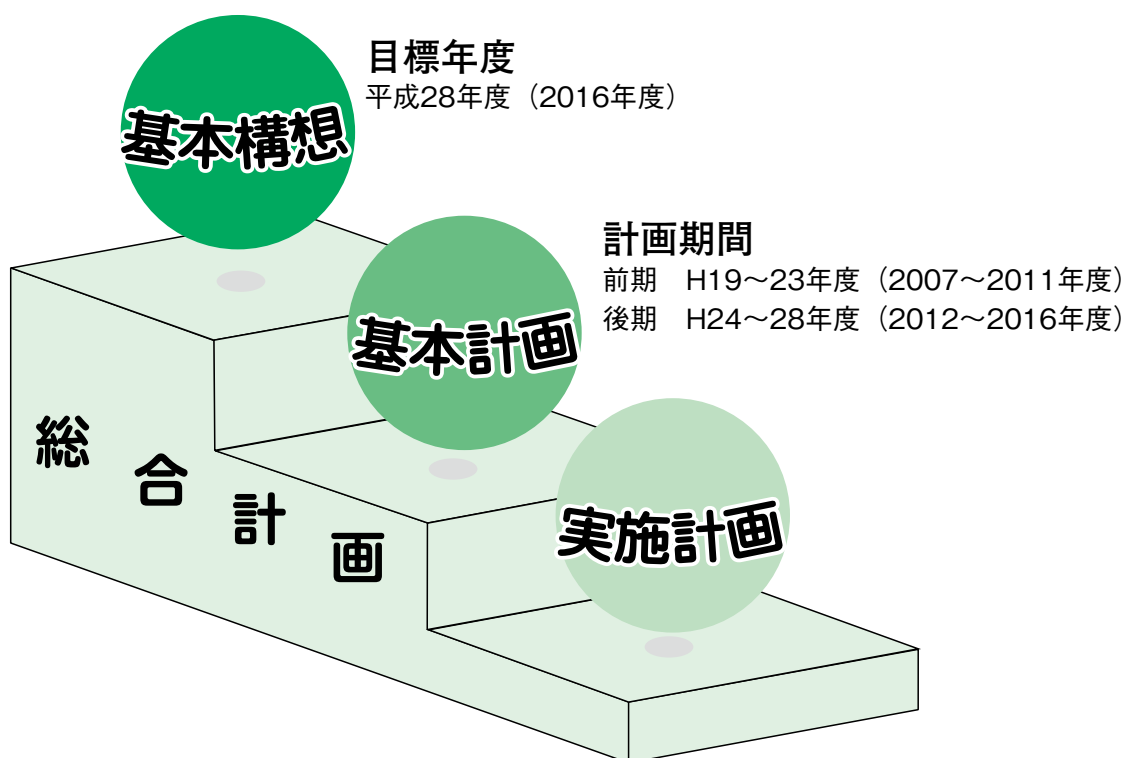 目標年度
平成28年度（2016年度）
基本構想
計画期間
前期　H19～23年度（2007～2011年度）
後期　H24～28年度（2012～2016年度）
基本計画
実施計画
総合計画